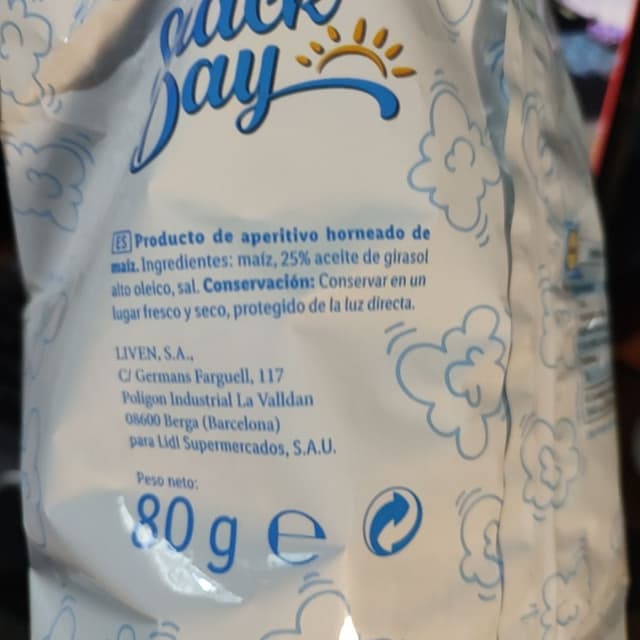 Snack
Day
ES Producto de aperitivo horneado de
maíz. Ingredientes: maíz, 25% aceite de girasol
alto oleico, sal. Conservación: Conservar en un
lugar fresco y seco, protegido de la luz directa.
LIVEN, S.A.,
C/ Germans Farguell, 117
Poligon Industrial La Valldan
08600 Berga (Barcelona)
para Lidl Supermercados, S.A.U.
Peso neto:
80 g e